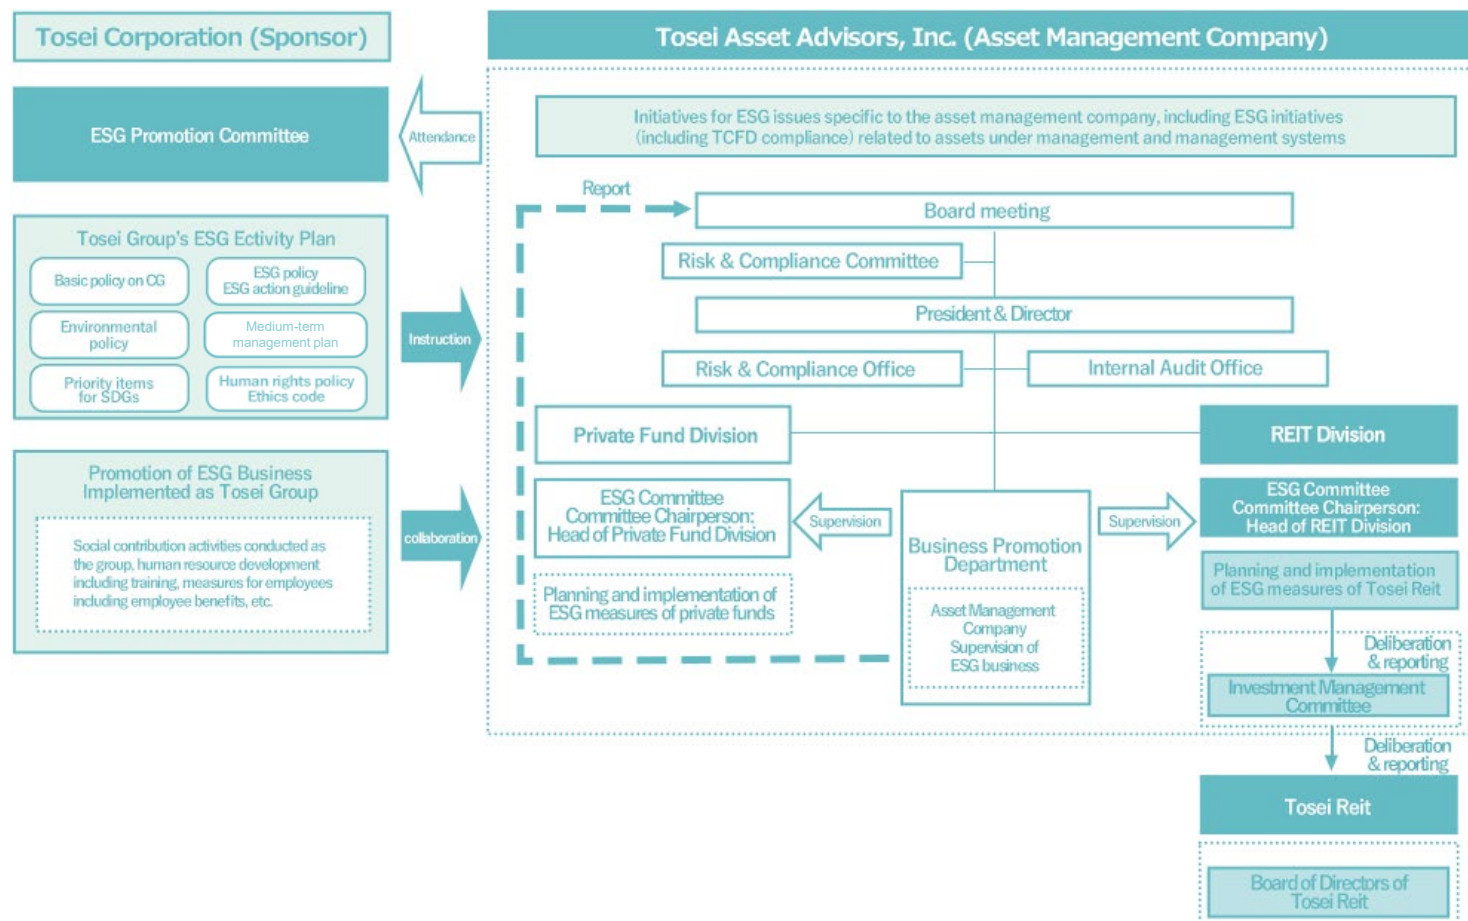 Tosei Corporation (Sponsor)
ESG Promotion Committee
Attendance
Tosei Group's ESG Ectivity Plan
Basic policy on CG
ESG policy
ESG action guideline
Environmental
policy
Medium-term
management plan
Priority items
for SDGs
Human rights policy
Ethics code
Instruction
Promotion of ESG Business
Implemented as Tosei Group
Social contribution activities conducted as
the group, human resource development
including training, measures for employees
including employee benefits, etc.
collaboration
Tosei Asset Advisors, Inc. (Asset Management Company)
Initiatives for ESG issues specific to the asset management company, including ESG initiatives
(including TCFD compliance) related to assets under management and management systems
Report
Board meeting
Risk & Compliance Committee
President & Director
Risk & Compliance Office
Internal Audit Office
Private Fund Division
REIT Division
ESG Committee
Committee Chairperson:
Head of Private Fund Division
Supervision
Planning and implementation of
ESG measures of private funds
Business Promotion
Department
Asset Management
Company
Supervision of
ESG business
Supervision
ESG Committee
Committee Chairperson:
Head of REIT Division
Planning and implementation
of ESG measures of Tosei Reit
Deliberation
& reporting
Investment Management
Committee
Deliberation
& reporting
Tosei Reit
Board of Directors of
Tosei Reit